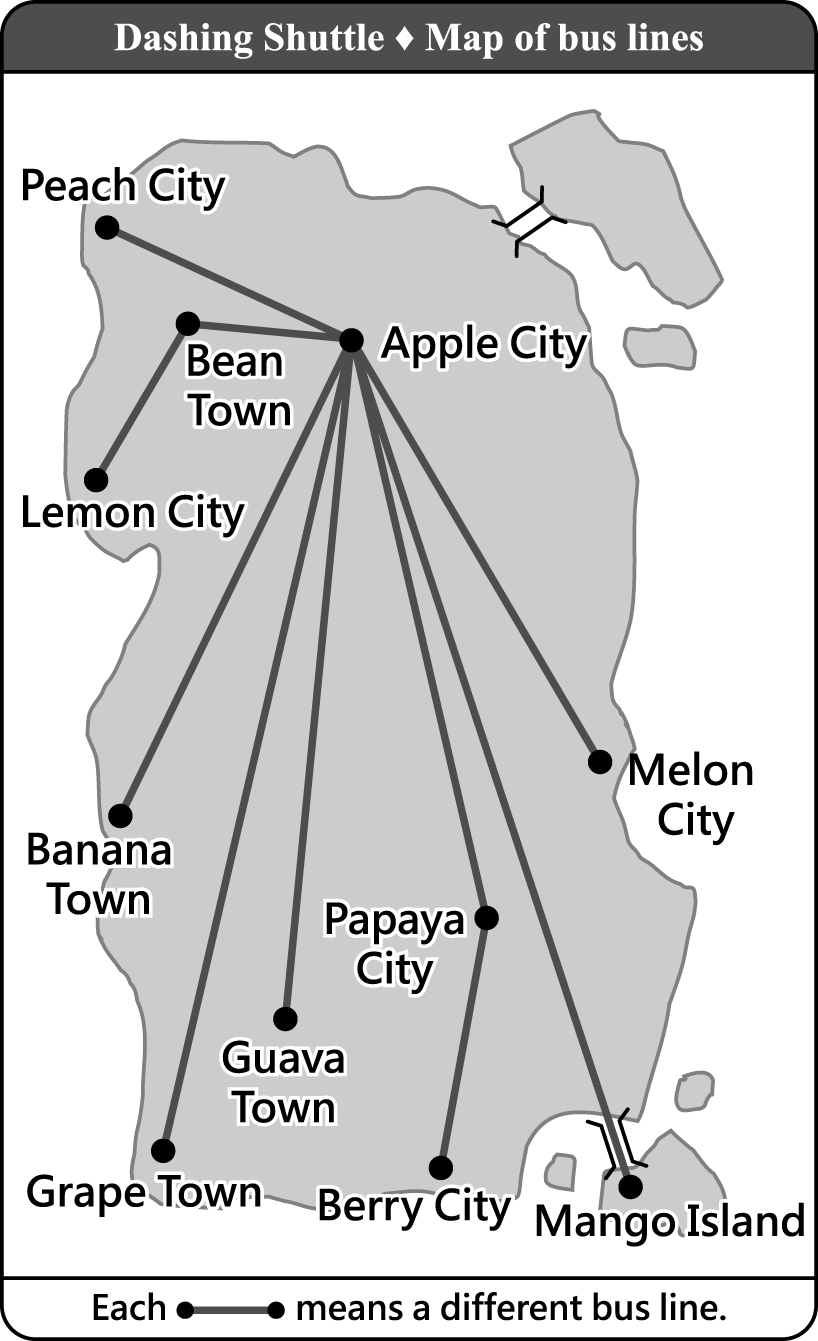 Dashing Shuttle ♦ Map of bus lines
Peach City
Apple City
Bean
Town
Lemon City
Melon
City
Banana
Town
Papaya
City
Guava
Town
Grape Town
Berry City
Mango Island
Each means a different bus line.